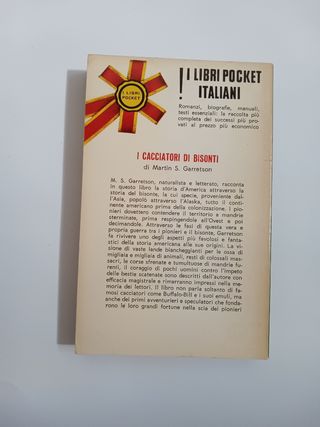 ! I LIBRI POCKET
ITALIANI
I LIBRI
POCKET
Romanzi, biografie, manuali,
testi essenziali: la raccolta più
completa dei successi più pro-
vati al prezzo più economico
I CACCIATORI DI BISONTI
di Martin S. Garretson
M. S. Garretson, naturalista e letterato, racconta
in questo libro la storia d'America attraverso la
storia del bisonte, la cui specie, proveniente dal-
l'Asia, popolò attraverso l'Alaska, tutto il conti-
nente americano prima della colonizzazione. I pio-
nieri dovettero contendere il territorio a mandrie
sterminate, prima respingendole all'Ovest e poi
decimandole. Attraverso le fasi di questa vera e
propria guerra tra i pionieri e il bisonte, Garretson
fa rivivere uno degli aspetti più favolosi e fanta-
stici della storia americana alle sue origini. La vi-
sione di vaste lande biancheggianti per le ossa di
migliaia e migliaia di animali, resti di colossali mas-
sacri, le corse sfrenate e tumultuose di mandrie fu-
renti, il coraggio di pochi uomini contro l'impeto
delle bestie scatenate sono descritti dall'autore con
efficacia magistrale e rimarranno impressi nella me-
moria dei lettori. Il libro non parla soltanto di fa-
mosi cacciatori come Buffalo-Bill e i suoi emuli, ma
anche dei primi avventurieri e speculatori che fonda-
rono le loro grandi fortune nella scia dei pionieri